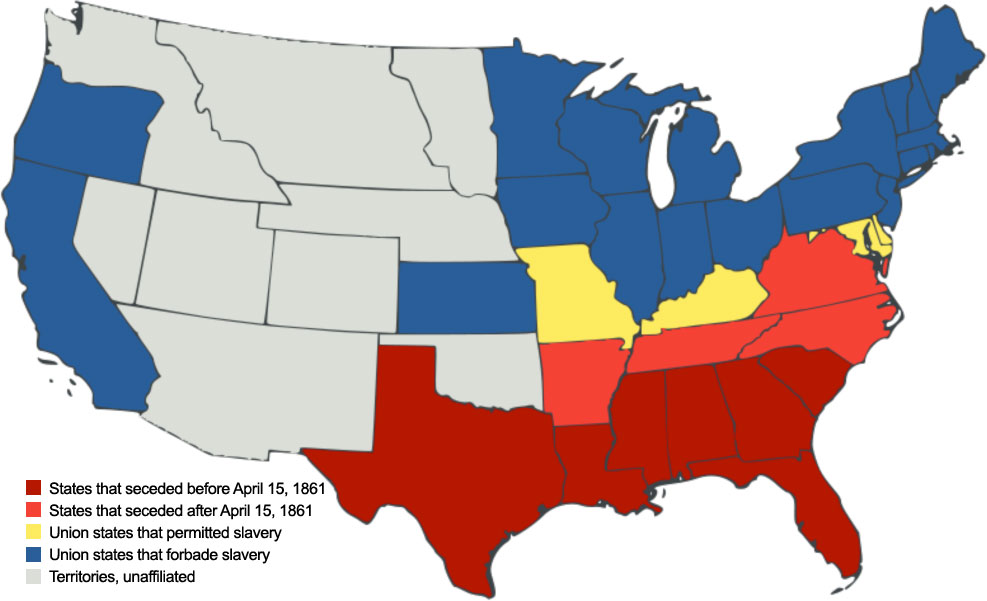 States that seceded before April 15, 1861
States that seceded after April 15, 1861
Union states that permitted slavery
Union states that forbade slavery
Territories, unaffiliated